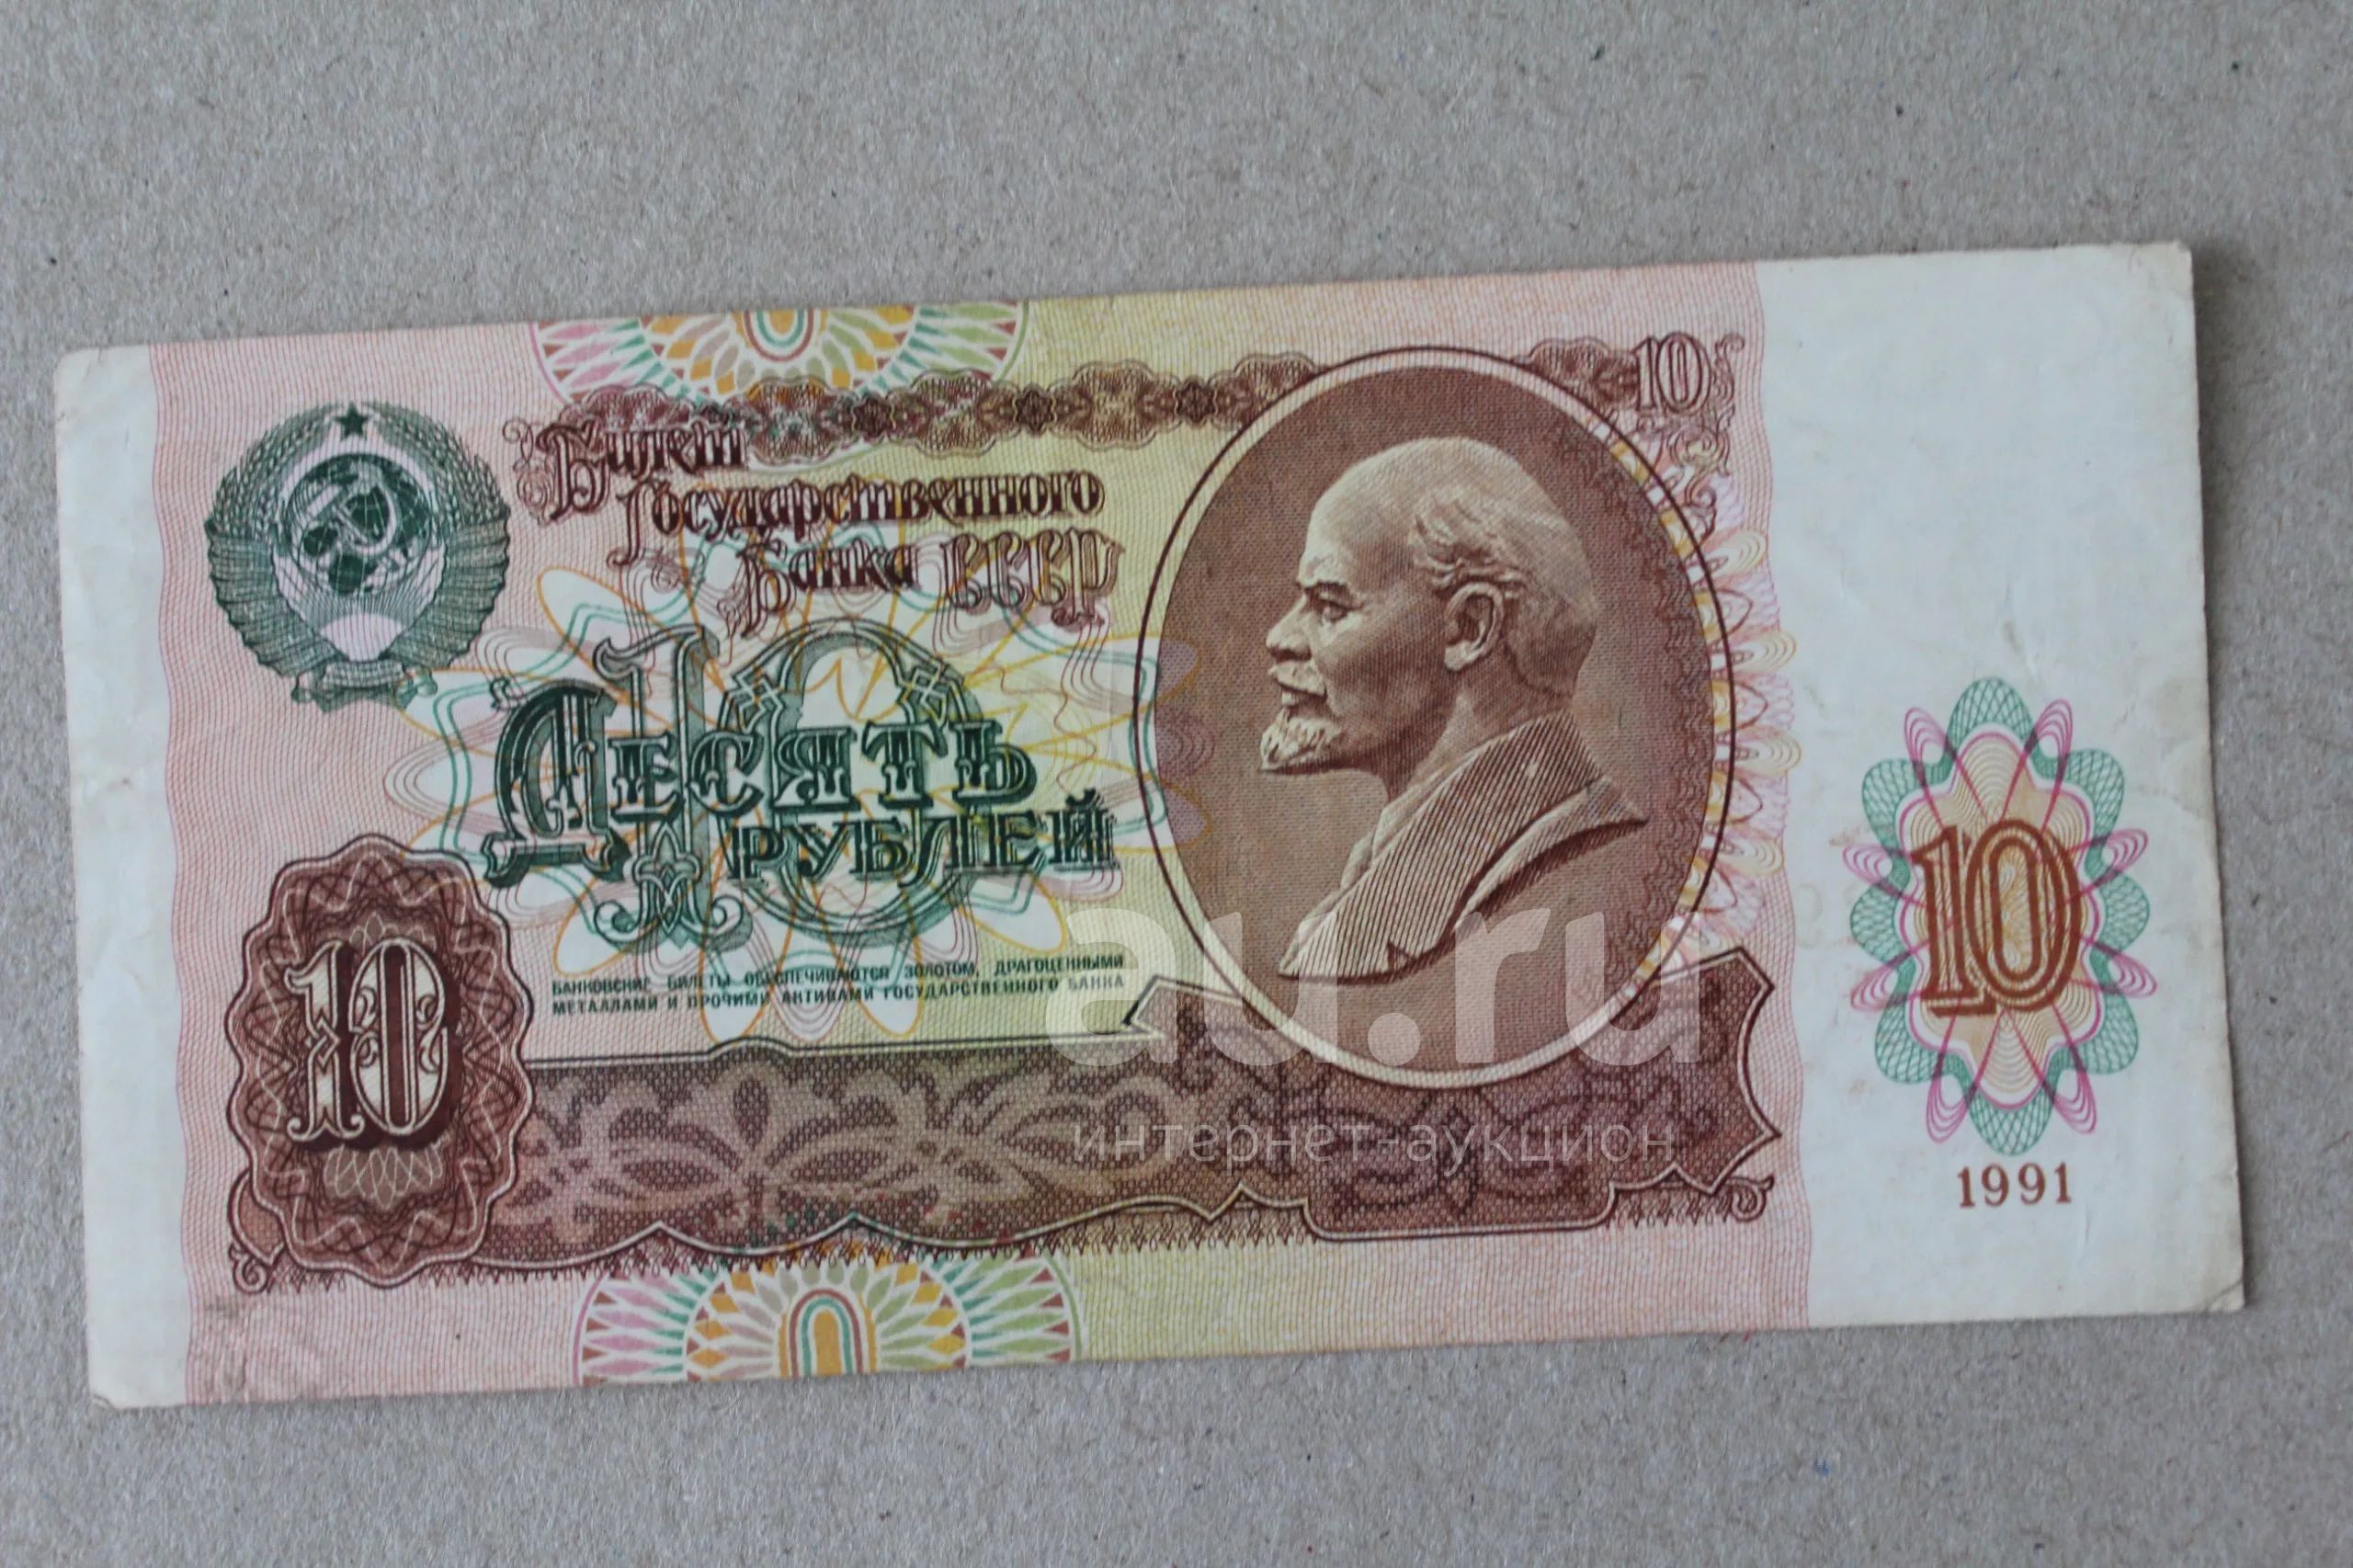 Билет
Государственного
Банка СССР
10
10
Десять
рублей
БАНКОВСКИЕ БИЛЕТЫ ОБЕСПЕЧИВАЮТСЯ ЗОЛОТОМ, ДРАГОЦЕННЫМИ
МЕТАЛЛАМИ И ПРОЧИМИ АКТИВАМИ ГОСУДАРСТВЕННОГО БАНКА
10
10
1991
au.ru
интернет-аукцион